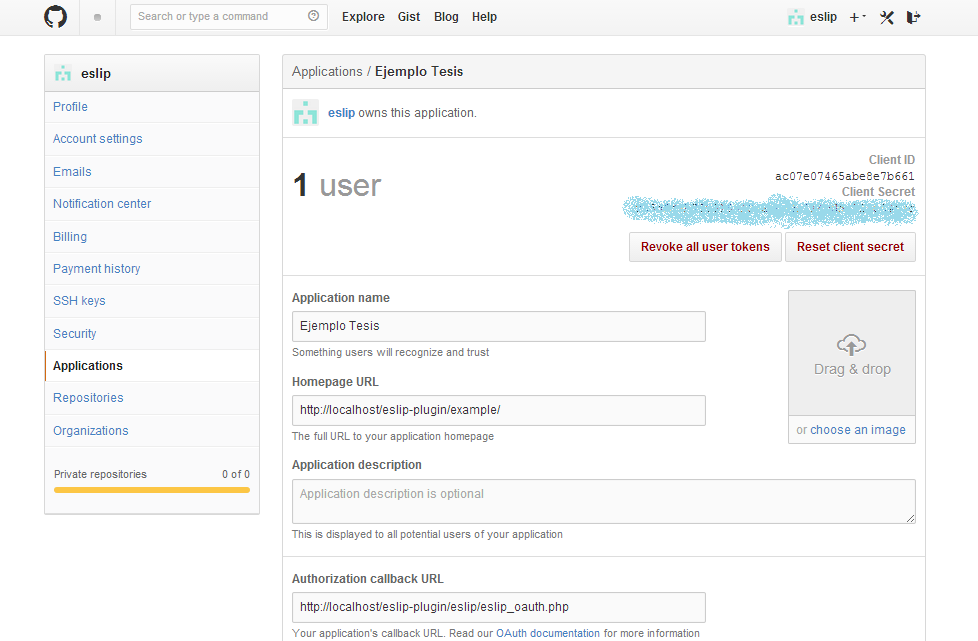 Search or type a command
Explore Gist Blog Help
eslip
eslip
Profile
Account settings
Emails
Notification center
Billing
Payment history
SSH keys
Security
Applications
Repositories
Organizations
Private repositories 0 of 0
Applications / Ejemplo Tesis
eslip owns this application.
1 user
Client ID
ac07e07465abe8e7b661
Client Secret
Revoke all user tokens Reset client secret
Application name
Ejemplo Tesis
Something users will recognize and trust
Homepage URL
http://localhost/eslip-plugin/example/
The full URL to your application homepage
Drag & drop
or choose an image
Application description
Application description is optional
This is displayed to all potential users of your application
Authorization callback URL
http://localhost/eslip-plugin/eslip/eslip_oauth.php
Your application's callback URL. Read our OAuth documentation for more information